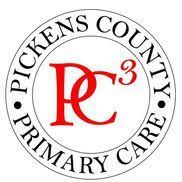 • PICKENS COUNTY •
PC³
PRIMARY CARE